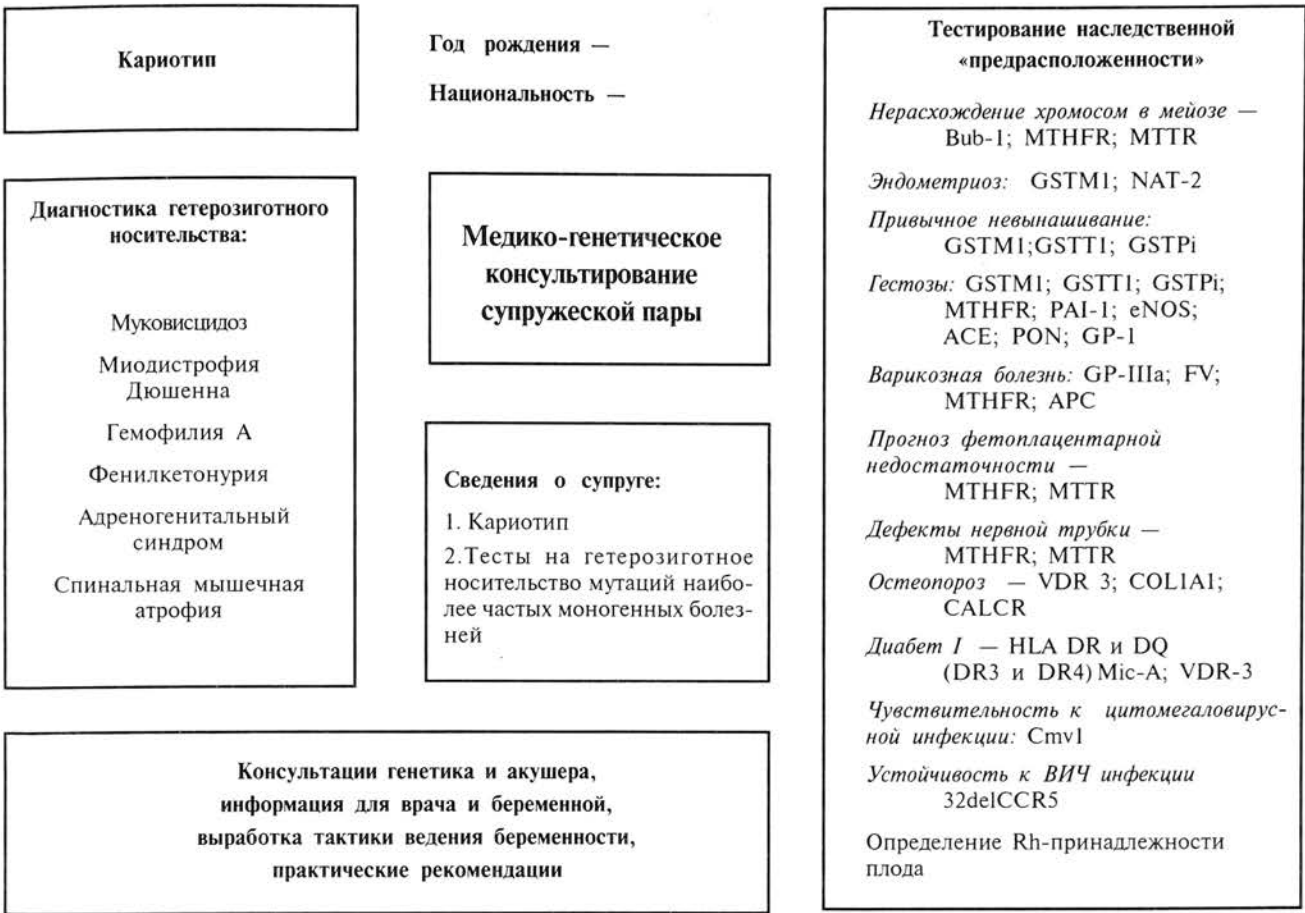 Кариотип
Год рождения —
Национальность —
Диагностика гетерозиготного
носительства:
Муковисцидоз
Миодистрофия
Дюшенна
Гемофилия А
Фенилкетонурия
Адреногенитальный
синдром
Спинальная мышечная
атрофия
Медико-генетическое
консультирование
супружеской пары
Сведения о супруге:
1. Кариотип
2.Тесты на гетерозиготное
носительство мутаций наибо-
лее частых моногенных болез-
ней
Консультации генетика и акушера,
информация для врача и беременной,
выработка тактики ведения беременности,
практические рекомендации
Тестирование наследственной
«предрасположенности»
Нерасхождение хромосом в мейозе —
Bub-1; MTHFR; MTTR
Эндометриоз: GSTM1; NAT-2
Привычное невынашивание:
GSTM1;GSTT1; GSTPi
Гестозы: GSTM1; GSTT1; GSTPi;
MTHFR; PAI-1; eNOS;
ACE; PON; GP-1
Варикозная болезнь: GP-IIIa; FV;
MTHFR; APC
Прогноз фетоплацентарной
недостаточности —
MTHFR; MTTR
Дефекты нервной трубки —
MTHFR; MTTR
Остеопороз — VDR 3; COL1A1;
CALCR
Диабет I — HLA DR и DQ
(DR3 и DR4) Mic-A; VDR-3
Чувствительность к цитомегаловирус-
ной инфекции: Cmv1
Устойчивость к ВИЧ инфекции
32delCCR5
Определение Rh-принадлежности
плода